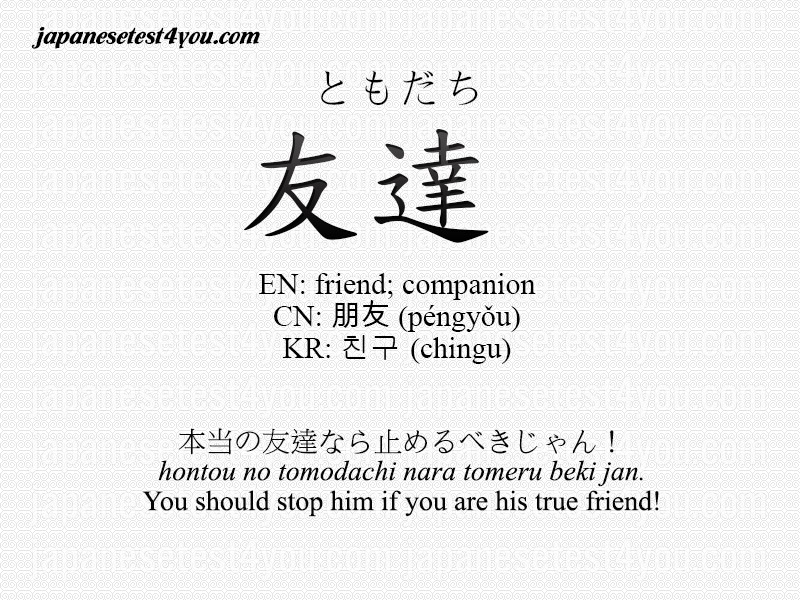 japanesetest4you.com
ともだち
友達
EN: friend; companion
CN: 朋友 (péngyǒu)
KR: 친구 (chingu)
本当の友達なら止めるべきじゃん！
hontou no tomodachi nara tomeru beki jan.
You should stop him if you are his true friend!